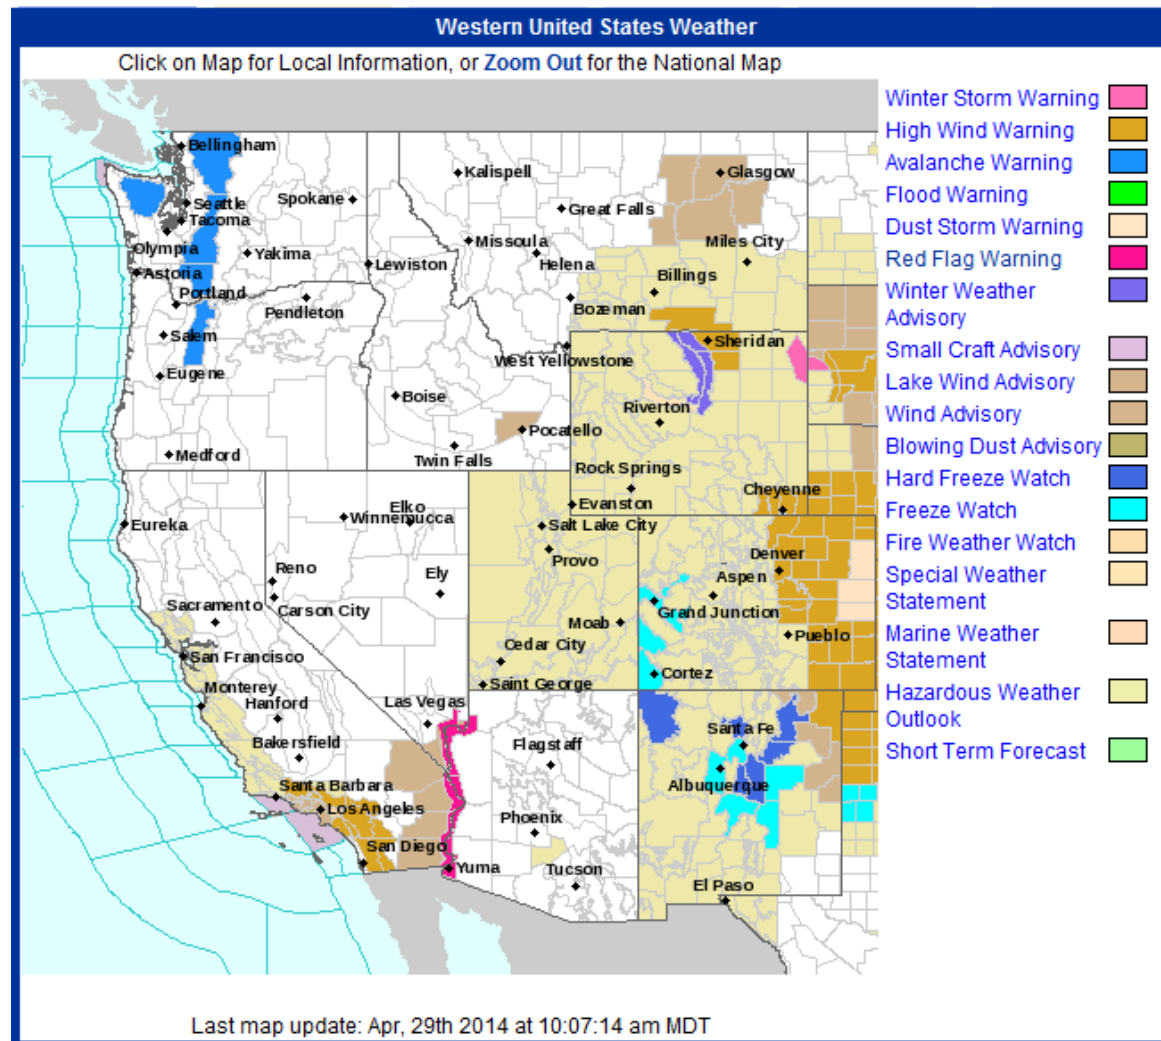 Western United States Weather
Click on Map for Local Information, or Zoom Out for the National Map
Winter Storm Warning
High Wind Warning
Avalanche Warning
Flood Warning
Dust Storm Warning
Red Flag Warning
Winter Weather
Advisory
Small Craft Advisory
Lake Wind Advisory
Wind Advisory
Blowing Dust Advisory
Hard Freeze Watch
Freeze Watch
Fire Weather Watch
Special Weather
Statement
Marine Weather
Statement
Hazardous Weather
Outlook
Short Term Forecast
Bellingham
Kalispell
Glasgow
Spokane
Seattle
Great Falls
Tacoma
Olympia
Yakima
Missoula
Helena
Miles City
Lewiston
Astoria
Billings
Portland
Pendleton
Bozeman
Salem
Sheridan
West Yellowstone
Eugene
Boise
Riverton
Pocatello
Medford
Twin Falls
Rock Springs
Cheyenne
Evanston
Elko
Winnemucca
Eureka
Salt Lake City
Provo
Denver
Reno
Ely
Aspen
Carson City
Grand Junction
Sacramento
Moab
Pueblo
San Francisco
Cedar City
Cortez
Monterey
Saint George
Hanford
Las Vegas
Santa Fe
Bakersfield
Flagstaff
Santa Barbara
Albuquerque
Los Angeles
Phoenix
San Diego
Yuma
Tucson
El Paso
Last map update: Apr, 29th 2014 at 10:07:14 am MDT